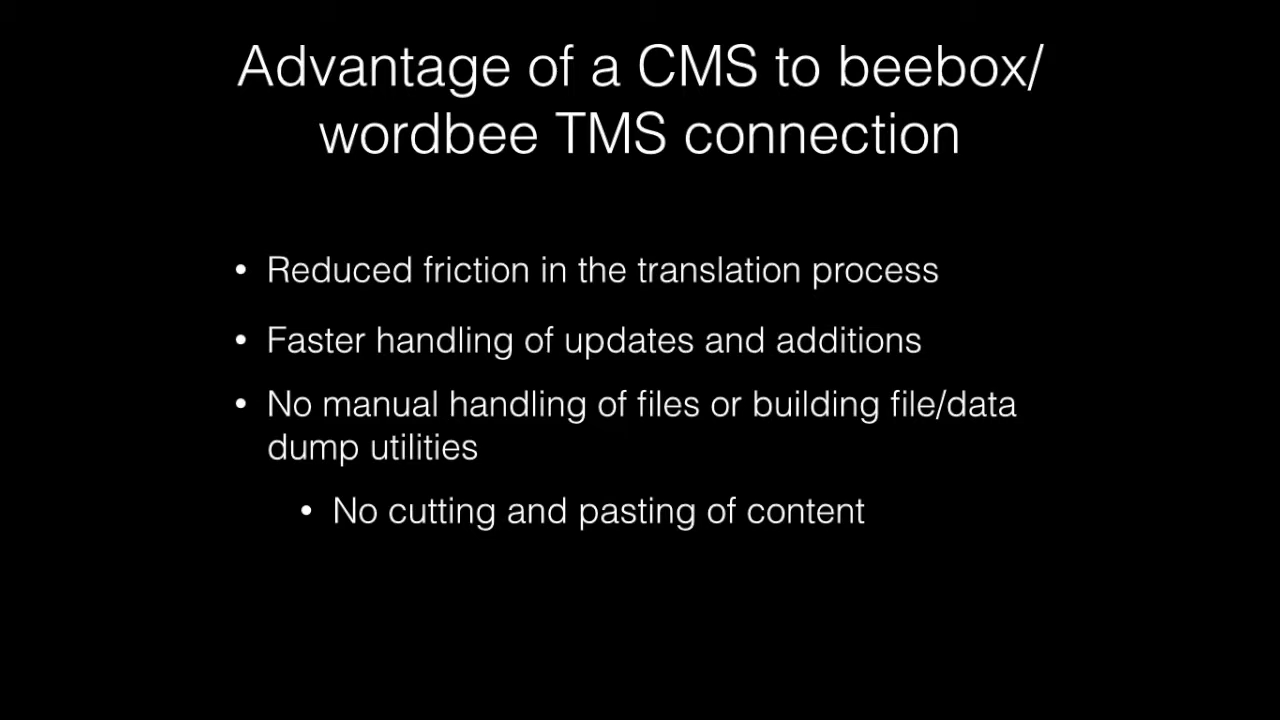 Advantage of a CMS to beebox/
wordbee TMS connection
• Reduced friction in the translation process
• Faster handling of updates and additions
• No manual handling of files or building file/data
dump utilities
• No cutting and pasting of content